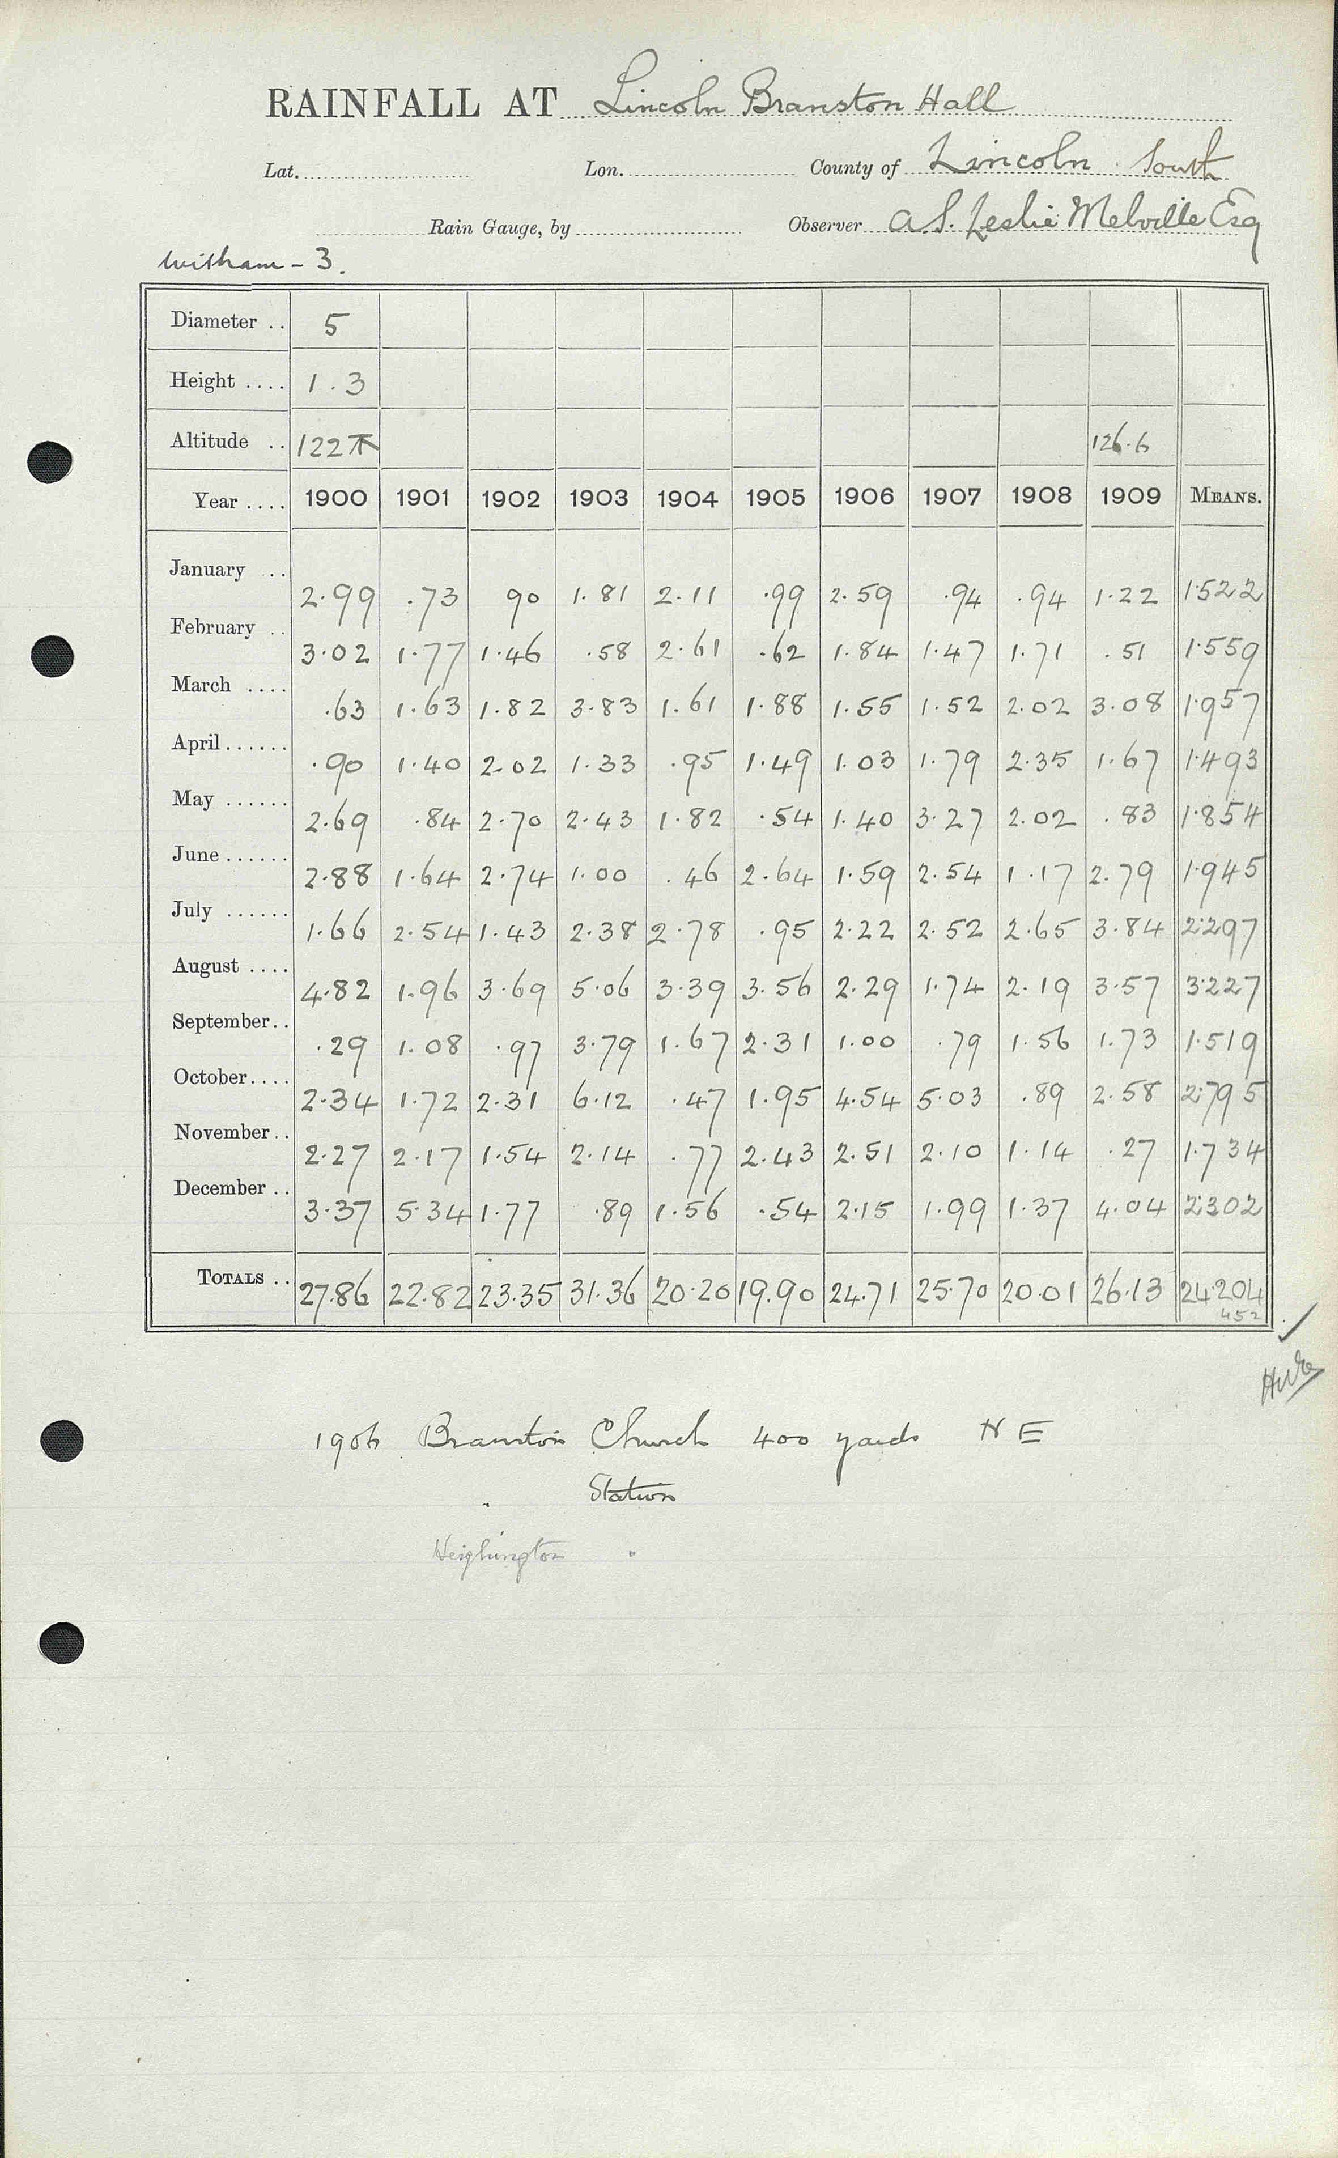 RAINFALL AT Lincoln Branston Hall
Lat. Lon. County of Lincoln South
Rain Gauge, by Observer A S. Leslie Melville Esq
Witham - 3.
Diameter .. 5
Height .... 1.3
Altitude .. 122 126.6
Year .... 1900 1901 1902 1903 1904 1905 1906 1907 1908 1909 MEANS.
January .. 2.99 .73 90 1.81 2.11 .99 2.59 .94 .94 1.22 1.522
February .. 3.02 1.77 1.46 .58 2.61 .62 1.84 1.47 1.71 .51 1.559
March .... .63 1.63 1.82 3.83 1.61 1.88 1.55 1.52 2.02 3.08 1.957
April...... .90 1.40 2.02 1.33 .95 1.49 1.03 1.79 2.35 1.67 1.493
May ...... 2.69 .84 2.70 2.43 1.82 .54 1.40 3.27 2.02 .83 1.854
June...... 2.88 1.64 2.74 1.00 .46 2.64 1.59 2.54 1.17 2.79 1.945
July ...... 1.66 2.54 1.43 2.38 2.78 .95 2.22 2.52 2.65 3.84 2.297
August .... 4.82 1.96 3.69 5.06 3.39 3.56 2.29 1.74 2.19 3.57 3.227
September.. .29 1.08 .97 3.79 1.67 2.31 1.00 .79 1.56 1.73 1.519
October.... 2.34 1.72 2.31 6.12 .47 1.95 4.54 5.03 .89 2.58 2.795
November.. 2.27 2.17 1.54 2.14 .77 2.43 2.51 2.10 1.14 .27 1.734
December .. 3.37 5.34 1.77 .89 1.56 .54 2.15 1.99 1.37 4.04 2.302
TOTALS .. 27.86 22.82 23.35 31.36 20.20 19.90 24.71 25.70 20.01 26.13 24.204
452
1906 Branston Church 400 yards N E
" Station
Heighington "